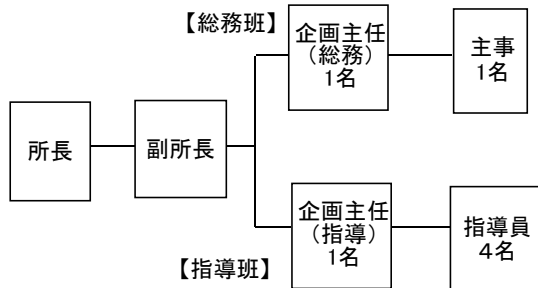 【総務班】
企画主任
（総務）
1名
主事
1名
所長
副所長
企画主任
(指導)
1名
指導員
4名
【指導班】